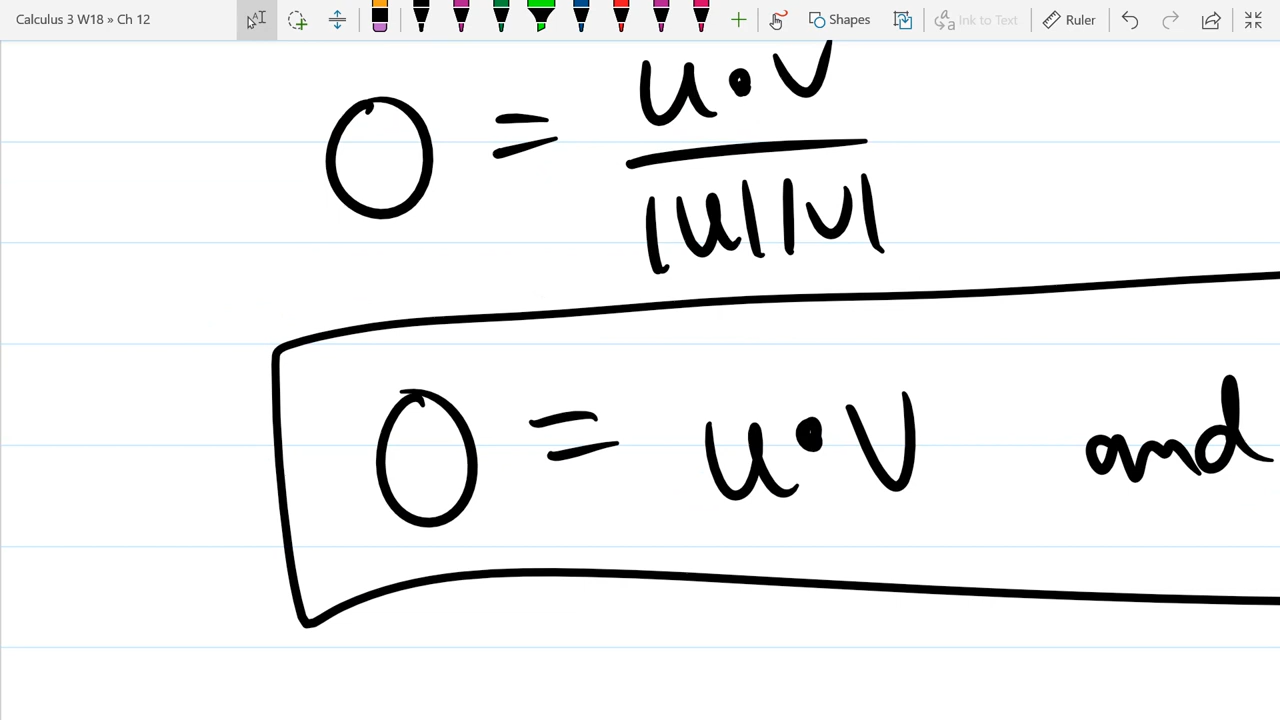 Calculus 3 W18 » Ch 12 Shapes Ink to Text Ruler
0 = u•v / |u||v|
0 = u•v and